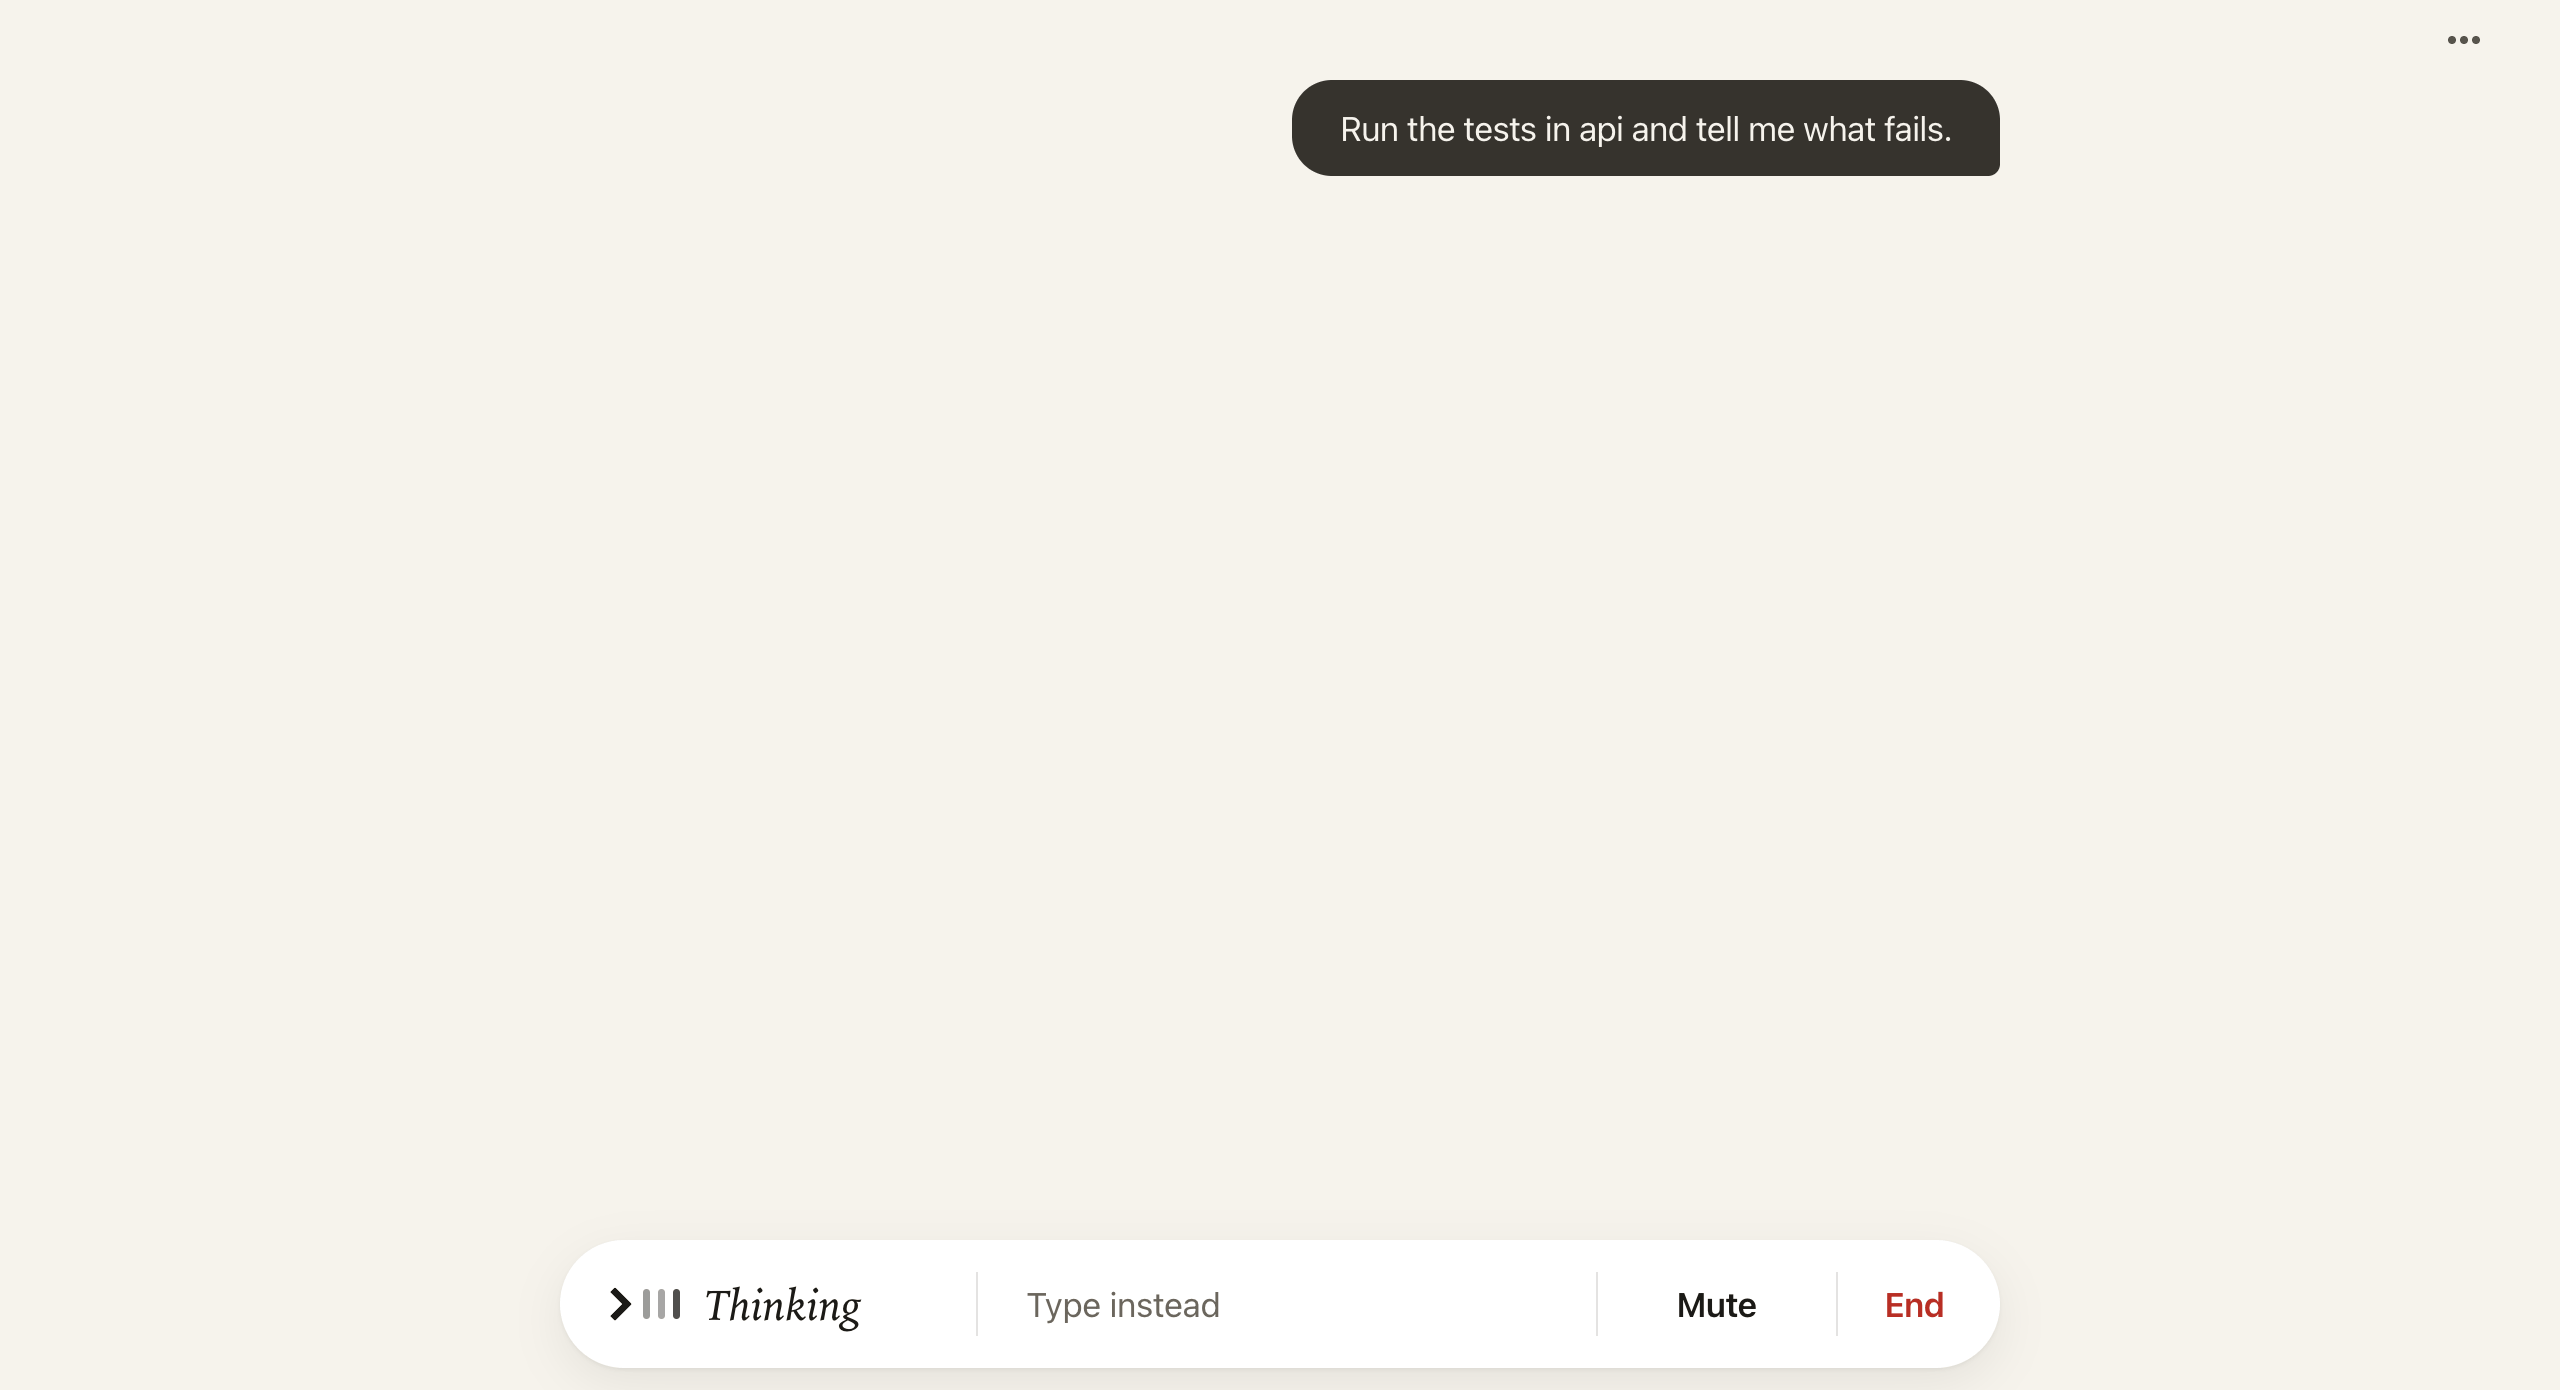 Run the tests in api and tell me what fails.
Thinking
Type instead
Mute
End